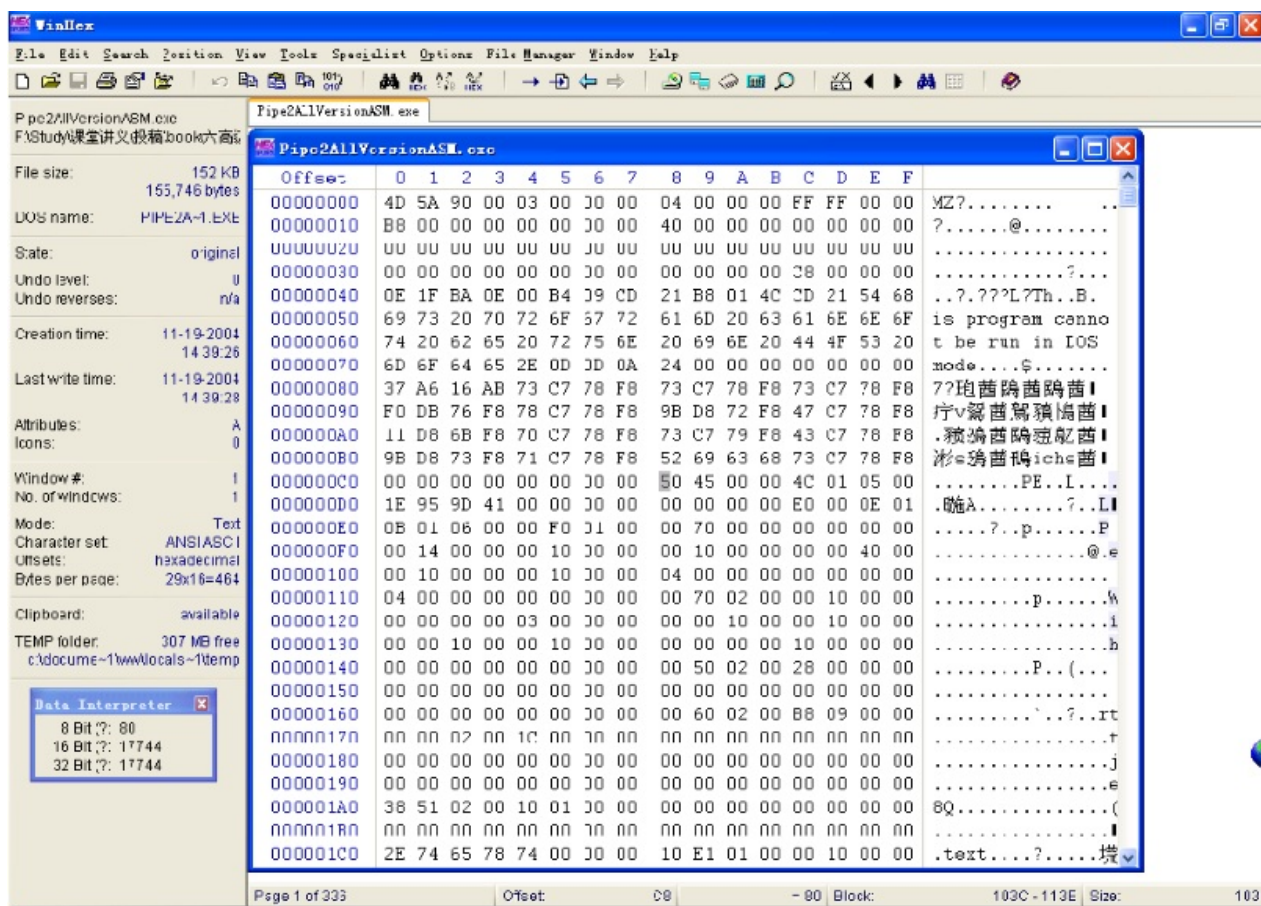 WinHex
File Edit Search Position View Tools Specialist Options File Manager Window Help
Pipe2AllVersionASM.exe
F:\Study\课堂讲义\投稿\book六高
File size: 152 KB
155,746 bytes
DOS name: PIPE2A~1.EXE
State: original
Undo level: 0
Undo reverses: n/a
Creation time: 11-19-2004
14:39:26
Last write time: 11-19-2004
14:39:28
Attributes: A
Icons: 0
Window #: 1
No. of windows: 1
Mode: Text
Character set: ANSI ASCII
Offsets: hexadecimal
Bytes per page: 29x16=464
Clipboard: available
TEMP folder: 307 MB free
c:\docume~1\ww\locals~1\temp
Data Interpreter
8 Bit (?: 80
16 Bit (?: 17744
32 Bit (?: 17744
Pipe2AllVersionASM.exe
Pipe2AllVersionASM.exe
Offset 0 1 2 3 4 5 6 7 8 9 A B C D E F
00000000 4D 5A 90 00 03 00 00 00 04 00 00 00 FF FF 00 00 MZ?........ ..
00000010 B8 00 00 00 00 00 00 00 40 00 00 00 00 00 00 00 ?......@........
00000020 00 00 00 00 00 00 00 00 00 00 00 00 00 00 00 00 ................
00000030 00 00 00 00 00 00 00 00 00 00 00 00 C8 00 00 00 ............?...
00000040 0E 1F BA 0E 00 B4 09 CD 21 B8 01 4C CD 21 54 68 ..?.???L?Th..B.
00000050 69 73 20 70 72 6F 67 72 61 6D 20 63 61 6E 6E 6F is program canno
00000060 74 20 62 65 20 72 75 6E 20 69 6E 20 44 4F 53 20 t be run in DOS
00000070 6D 6F 64 65 2E 0D 0D 0A 24 00 00 00 00 00 00 00 mode....$.......
00000080 37 A6 16 AB 73 C7 78 F8 73 C7 78 F8 73 C7 78 F8
00000090 F0 DB 76 F8 78 C7 78 F8 9B D8 72 F8 47 C7 78 F8
000000A0 11 D8 6B F8 70 C7 78 F8 73 C7 79 F8 43 C7 78 F8
000000B0 9B D8 73 F8 71 C7 78 F8 52 69 63 68 73 C7 78 F8
000000C0 00 00 00 00 00 00 00 00 50 45 00 00 4C 01 05 00 ........PE..L....
000000D0 1E 95 9D 41 00 00 00 00 00 00 00 00 E0 00 0E 01
000000E0 0B 01 06 00 00 F0 01 00 00 70 00 00 00 00 00 00 .....?..p......P
000000F0 00 14 00 00 00 10 00 00 00 10 00 00 00 00 40 00 ..............@.e
00000100 00 10 00 00 00 10 00 00 04 00 00 00 00 00 00 00 ................
00000110 04 00 00 00 00 00 00 00 00 70 02 00 00 10 00 00 .........p......W
00000120 00 00 00 00 03 00 00 00 00 00 10 00 00 10 00 00 ................i
00000130 00 00 10 00 00 10 00 00 00 00 00 00 10 00 00 00 ................h
00000140 00 00 00 00 00 00 00 00 00 50 02 00 28 00 00 00 .........P..(...
00000150 00 00 00 00 00 00 00 00 00 00 00 00 00 00 00 00 ................
00000160 00 00 00 00 00 00 00 00 00 60 02 00 B8 09 00 00 .........`..?..rt
00000170 00 00 02 00 1C 00 00 00 00 00 00 00 00 00 00 00 ................t
00000180 00 00 00 00 00 00 00 00 00 00 00 00 00 00 00 00 ................j
00000190 00 00 00 00 00 00 00 00 00 00 00 00 00 00 00 00 ................e
000001A0 38 51 02 00 10 01 00 00 00 00 00 00 00 00 00 00 8Q..............(
000001B0 00 00 00 00 00 00 00 00 00 00 00 00 00 00 00 00 ................
000001C0 2E 74 65 78 74 00 00 00 10 E1 01 00 00 10 00 00 .text....?.....
Page 1 of 336 Offset: C8 = 80 Block: 103C - 113E Size: 103